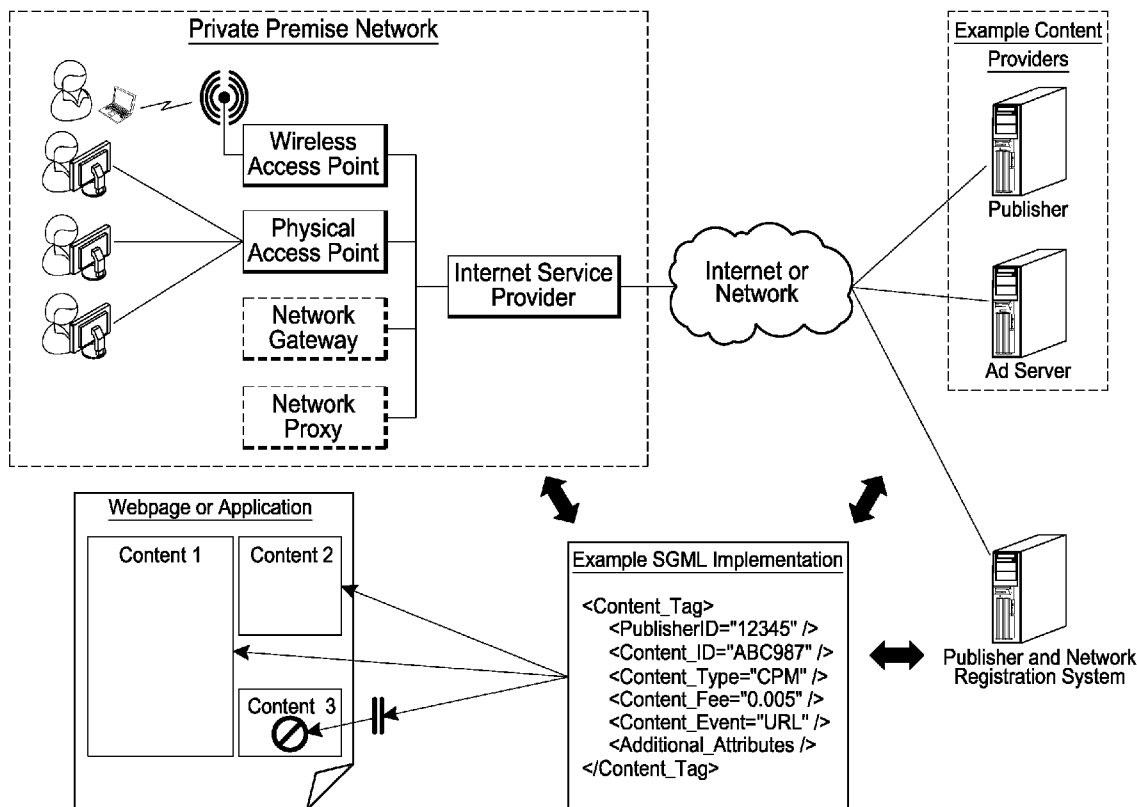 Private Premise Network
Wireless
Access Point
Physical
Access Point
Network
Gateway
Network
Proxy
Internet Service
Provider
Internet or
Network
Example Content
Providers
Publisher
Ad Server
Publisher and Network
Registration System
Webpage or Application
Content 1
Content 2
Content 3
Example SGML Implementation
<Content_Tag>
<PublisherID="12345" />
<Content_ID="ABC987" />
<Content_Type="CPM" />
<Content_Fee="0.005" />
<Content_Event="URL" />
<Additional_Attributes />
</Content_Tag>